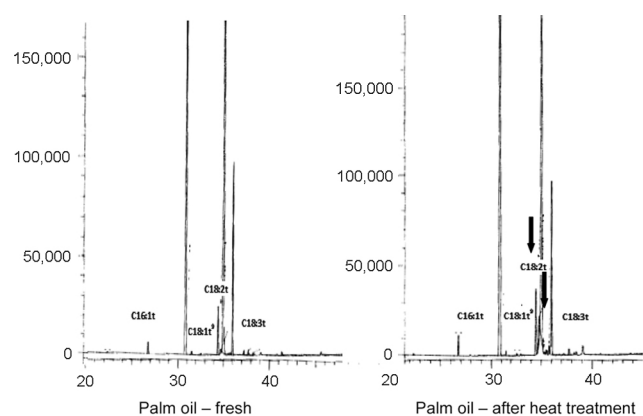 150,000
100,000
50,000
0
C16:1t
C18:1t⁹
C18:2t
C18:3t
20
30
40
Palm oil – fresh
150,000
100,000
50,000
0
C16:1t
C18:1t⁹
C18:2t
C18:3t
20
30
40
Palm oil – after heat treatment